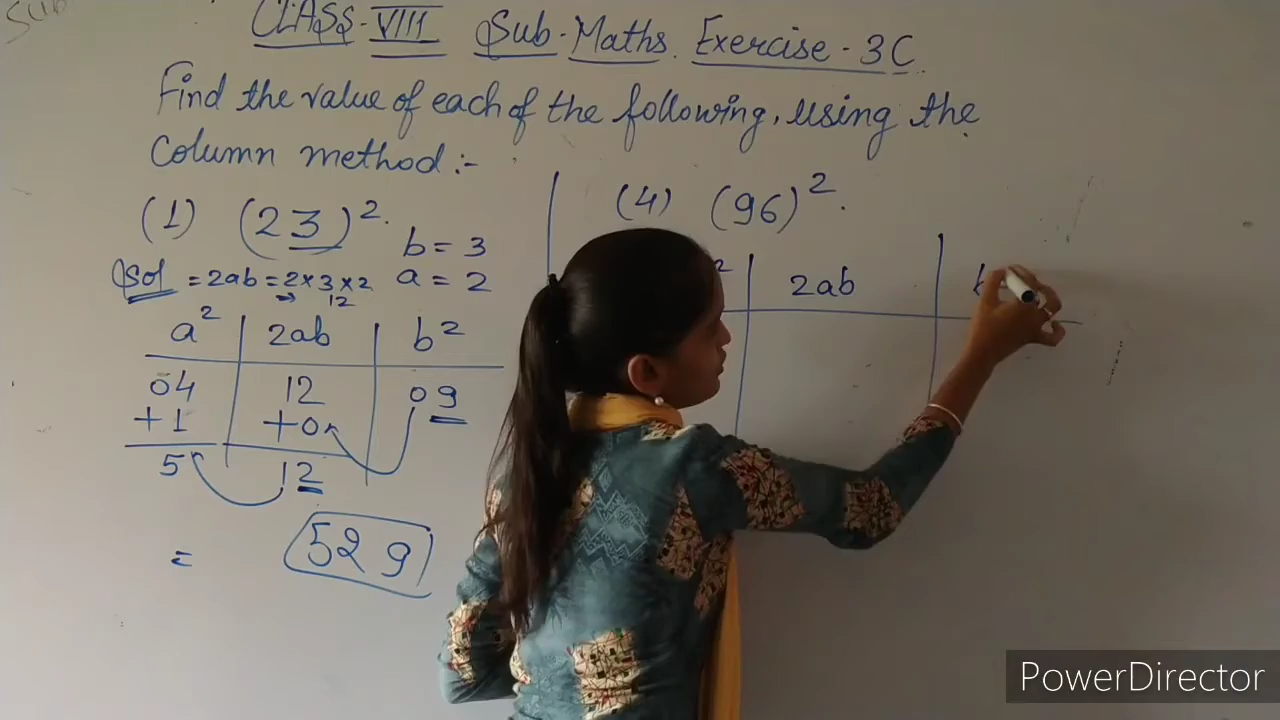 Sub
CLASS-VIII Sub-Maths. Exercise-3C.
Find the value of each of the following, using the
Column method:-
(1) (23)².
b = 3
Sol = 2ab = 2×3×2 a = 2
12
a² 2ab b²
04 12 09
+1 +0
5 12
= 529
(4) (96)².
2 2ab b
PowerDirector